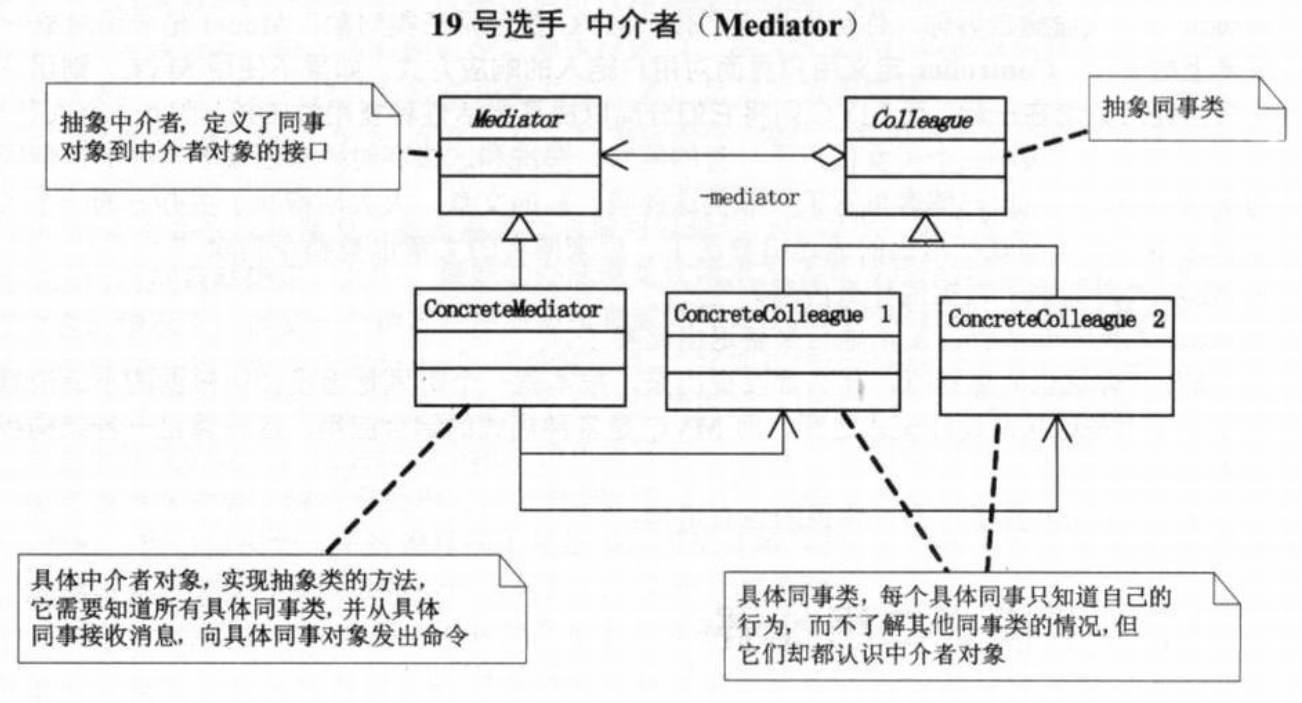 19 号选手 中介者（Mediator）
抽象中介者, 定义了同事
对象到中介者对象的接口
Mediator
Colleague
抽象同事类
-mediator
ConcreteMediator
ConcreteColleague 1
ConcreteColleague 2
具体中介者对象, 实现抽象类的方法,
它需要知道所有具体同事类, 并从具体
同事接收消息, 向具体同事对象发出命令
具体同事类, 每个具体同事只知道自己的
行为, 而不了解其他同事类的情况, 但
它们却都认识中介者对象